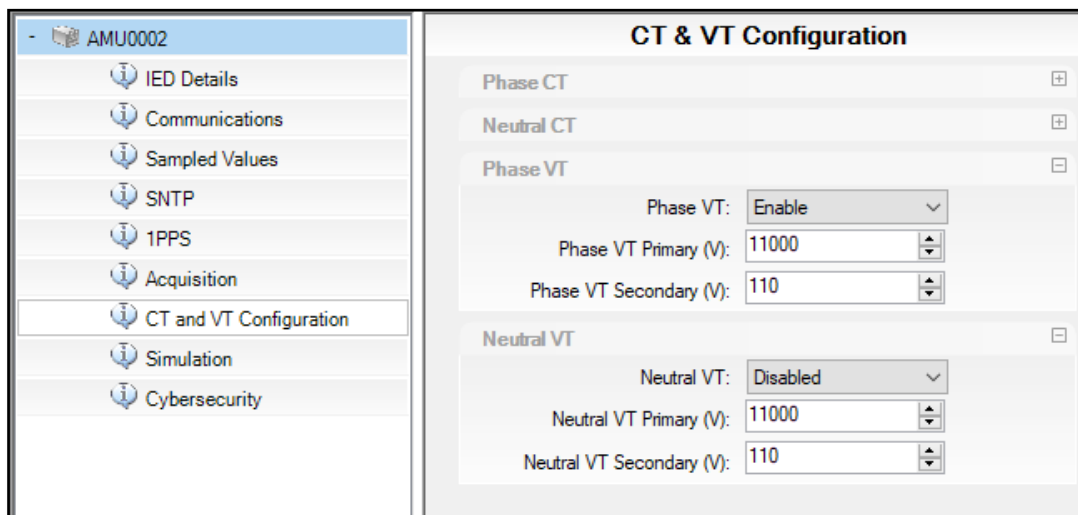 - AMU0002
IED Details
Communications
Sampled Values
SNTP
1PPS
Acquisition
CT and VT Configuration
Simulation
Cybersecurity
CT & VT Configuration
Phase CT
Neutral CT
Phase VT
Phase VT: Enable
Phase VT Primary (V): 11000
Phase VT Secondary (V): 110
Neutral VT
Neutral VT: Disabled
Neutral VT Primary (V): 11000
Neutral VT Secondary (V): 110